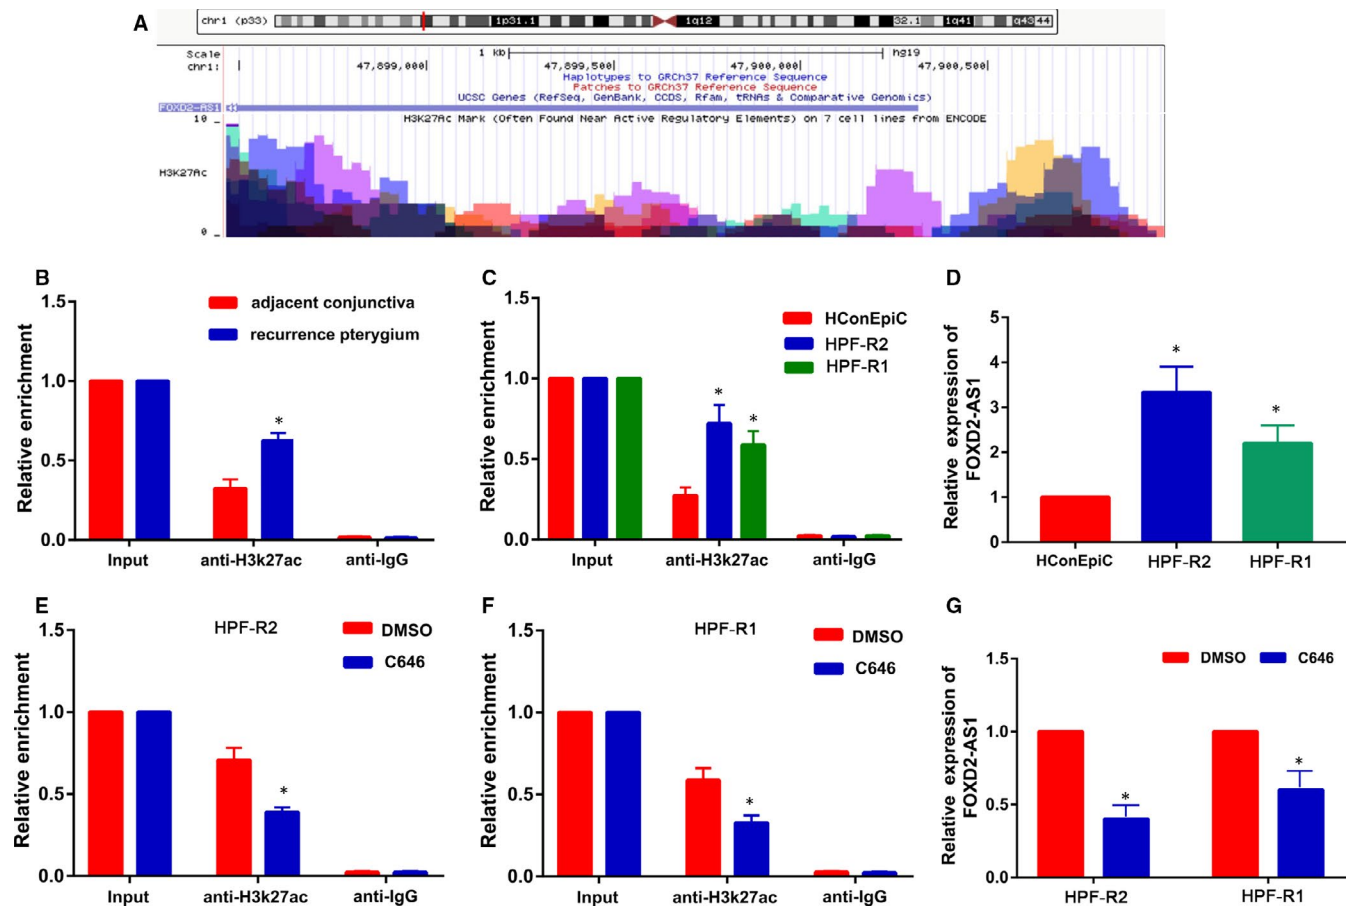 A
chr1 (p33) 1p31.1 1q12 32.1 1q41 q43 44
Scale 1 kb hg19
chr1: 47,899,000 47,899,500 47,900,000 47,900,500
Haplotypes to GRCh37 Reference Sequence
Patches to GRCh37 Reference Sequence
UCSC Genes (RefSeq, GenBank, CCDS, Rfam, tRNAs & Comparative Genomics)
FOXD2-AS1
H3K27Ac Mark (Often Found Near Active Regulatory Elements) on 7 cell lines from ENCODE
10
H3K27Ac
0
B
adjacent conjunctiva
recurrence pterygium
Relative enrichment
1.5
1.0
0.5
0.0
*
Input anti-H3k27ac anti-IgG
C
HConEpiC
HPF-R2
HPF-R1
Relative enrichment
1.5
1.0
0.5
0.0
* *
Input anti-H3k27ac anti-IgG
D
Relative expression of
FOXD2-AS1
5
4
3
2
1
0
* *
HConEpiC HPF-R2 HPF-R1
E
HPF-R2
DMSO
C646
Relative enrichment
1.5
1.0
0.5
0.0
*
Input anti-H3k27ac anti-IgG
F
HPF-R1
DMSO
C646
Relative enrichment
1.5
1.0
0.5
0.0
*
Input anti-H3k27ac anti-IgG
G
DMSO C646
Relative expression of
FOXD2-AS1
1.5
1.0
0.5
0.0
* *
HPF-R2 HPF-R1